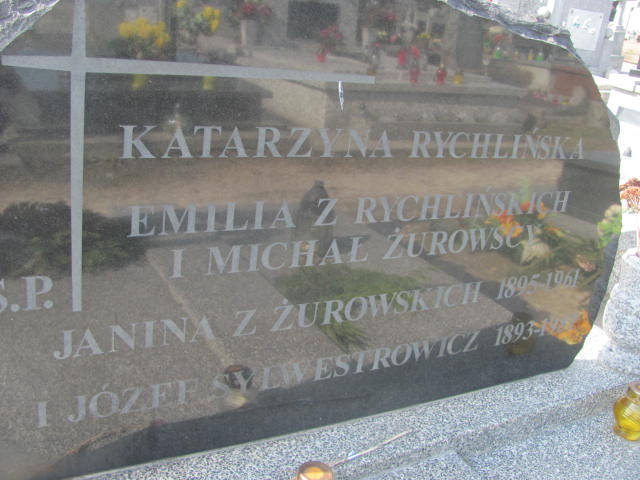 KATARZYNA RYCHLIŃSKA
EMILIA Z RYCHLIŃSKICH
I MICHAŁ ŻUROWSCY
Ś.P.
JANINA Z ŻUROWSKICH 1895-1961
I JÓZEF SYLWESTROWICZ